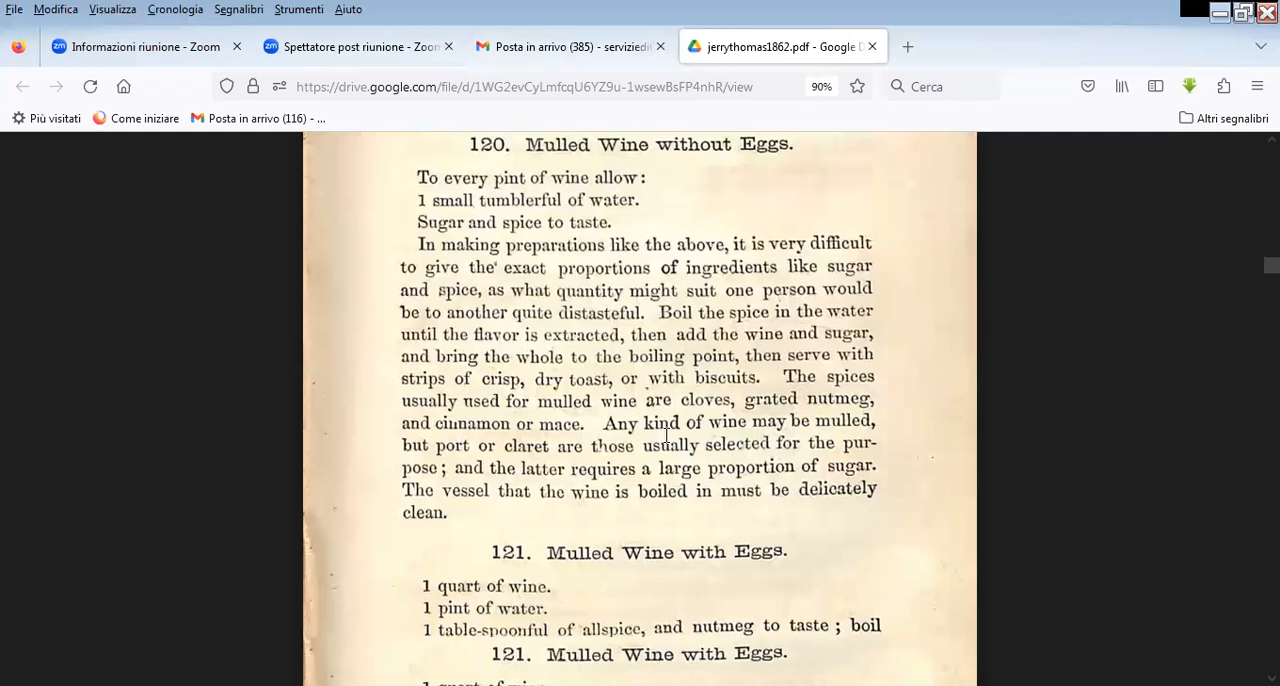 File Modifica Visualizza Cronologia Segnalibri Strumenti Aiuto
Informazioni riunione - Zoom
Spettatore post riunione - Zoom
Posta in arrivo (385) - serviziedi
jerrythomas1862.pdf - Google D
https://drive.google.com/file/d/1WG2evCyLmfcqU6YZ9u-1wsewBsFP4nhR/view
90%
Cerca
Più visitati
Come iniziare
Posta in arrivo (116) - ...
Altri segnalibri
120. Mulled Wine without Eggs.
To every pint of wine allow:
1 small tumblerful of water.
Sugar and spice to taste.
In making preparations like the above, it is very difficult
to give the exact proportions of ingredients like sugar
and spice, as what quantity might suit one person would
be to another quite distasteful. Boil the spice in the water
until the flavor is extracted, then add the wine and sugar,
and bring the whole to the boiling point, then serve with
strips of crisp, dry toast, or with biscuits. The spices
usually used for mulled wine are cloves, grated nutmeg,
and cinnamon or mace. Any kind of wine may be mulled,
but port or claret are those usually selected for the pur-
pose; and the latter requires a large proportion of sugar.
The vessel that the wine is boiled in must be delicately
clean.
121. Mulled Wine with Eggs.
1 quart of wine.
1 pint of water.
1 table-spoonful of allspice, and nutmeg to taste; boil
121. Mulled Wine with Eggs.
1 quart of wine.